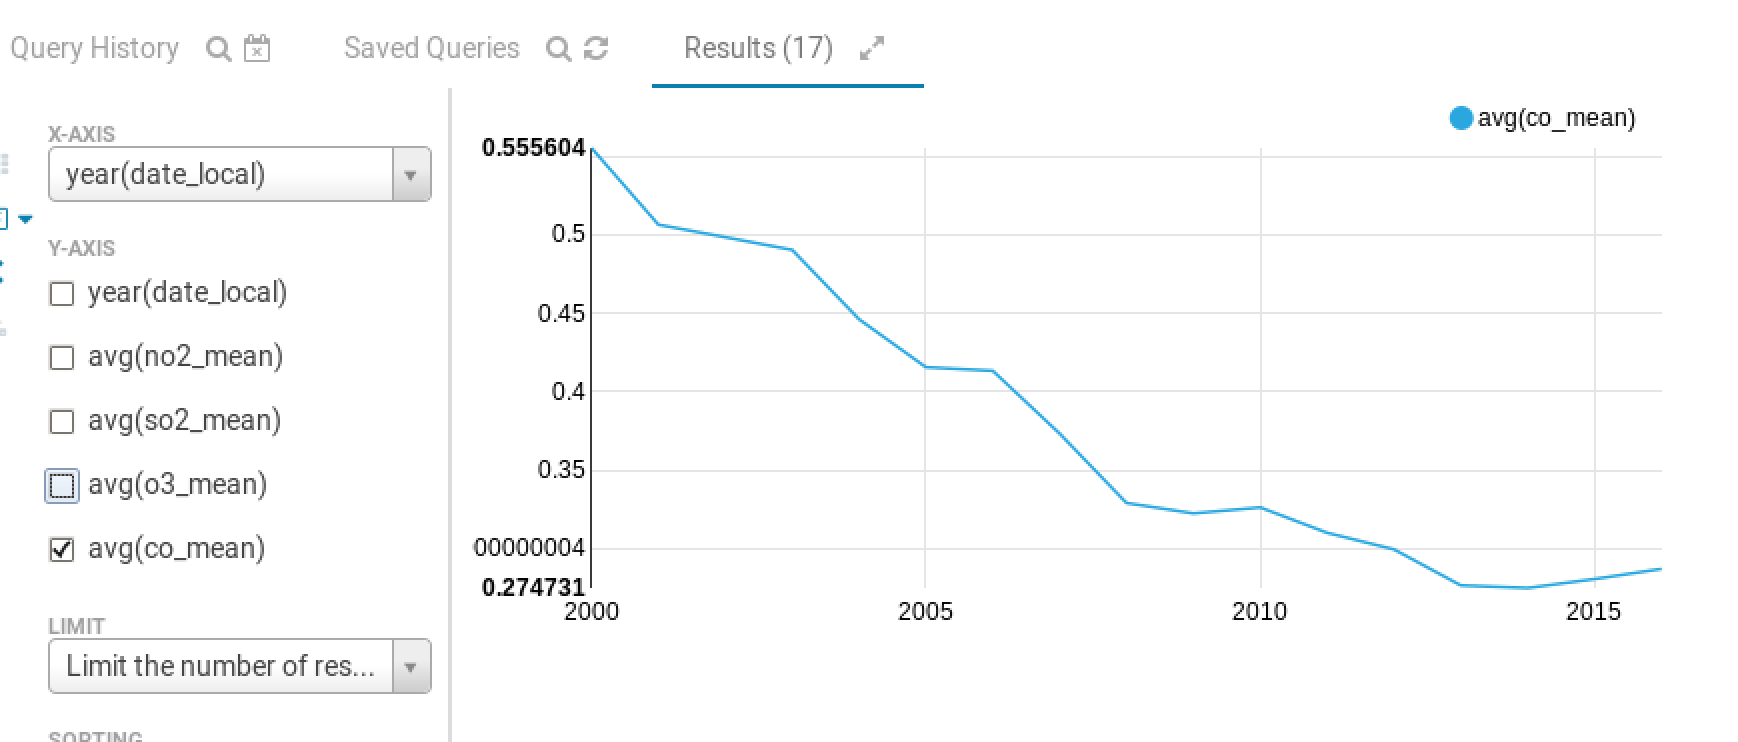 Query History
Saved Queries
Results (17)
X-AXIS
year(date_local)
Y-AXIS
year(date_local)
avg(no2_mean)
avg(so2_mean)
avg(o3_mean)
avg(co_mean)
LIMIT
Limit the number of res...
SORTING
avg(co_mean)
0.555604
0.5
0.45
0.4
0.35
00000004
0.274731
2000
2005
2010
2015